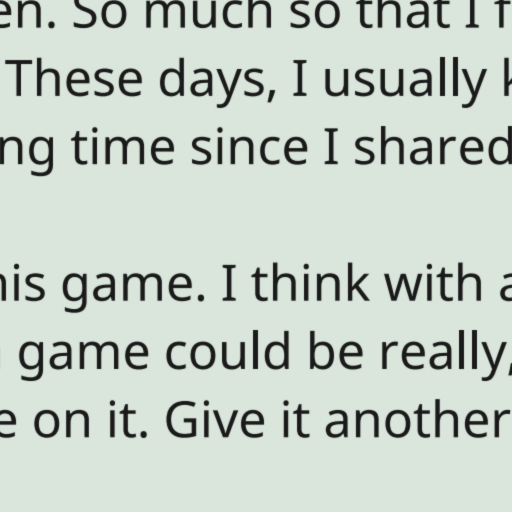 en. So much so that I f
These days, I usually k
ng time since I shared
his game. I think with a
game could be really,
e on it. Give it another